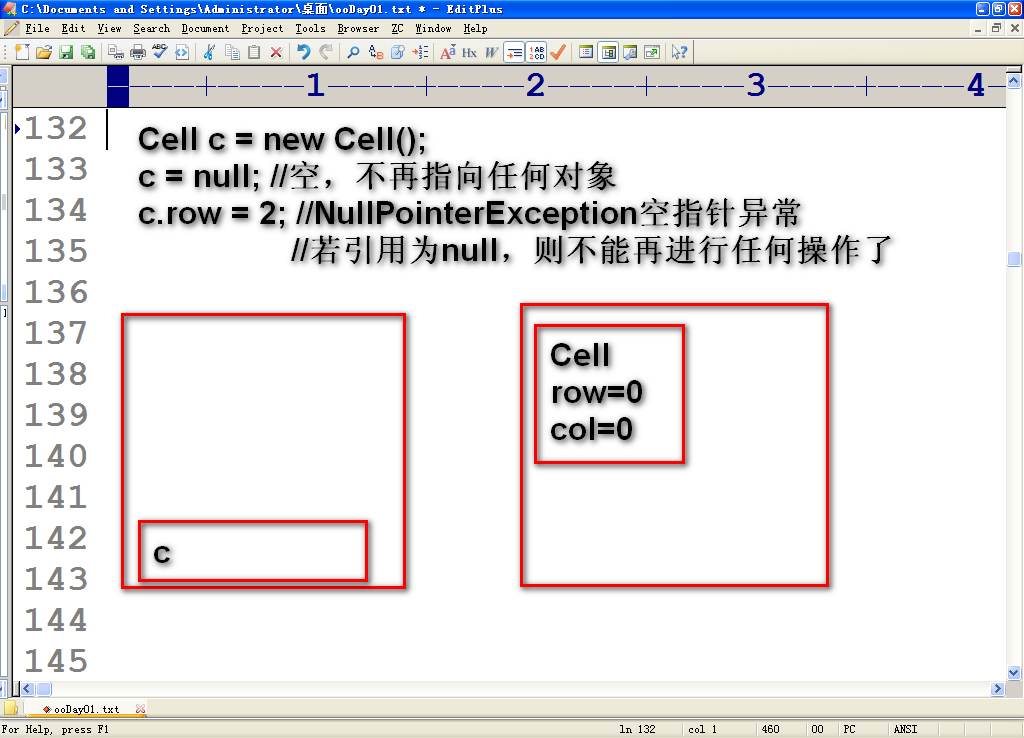 C:\Documents and Settings\Administrator\桌面\ooDay01.txt * - EditPlus
File Edit View Search Document Project Tools Browser ZC Window Help
1 2 3 4
132
Cell c = new Cell();
133
c = null; //空，不再指向任何对象
134
c.row = 2; //NullPointerException空指针异常
135
//若引用为null，则不能再进行任何操作了
136
137
138
Cell
row=0
139
col=0
140
141
142
c
143
144
145
ooDay01.txt
For Help, press F1 ln 132 col 1 460 00 PC ANSI